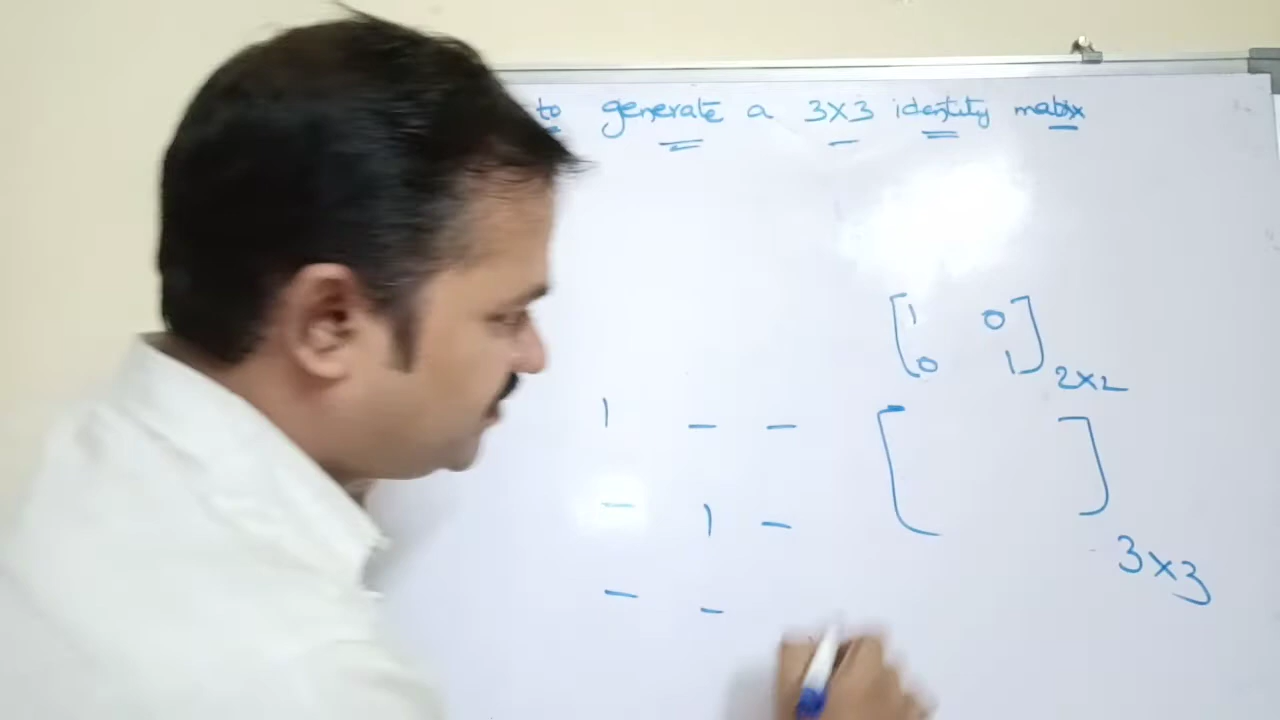 to generate a 3x3 identity matrix
1 0
0 1 2x2
1 — —
— 1 —
— —
3x3